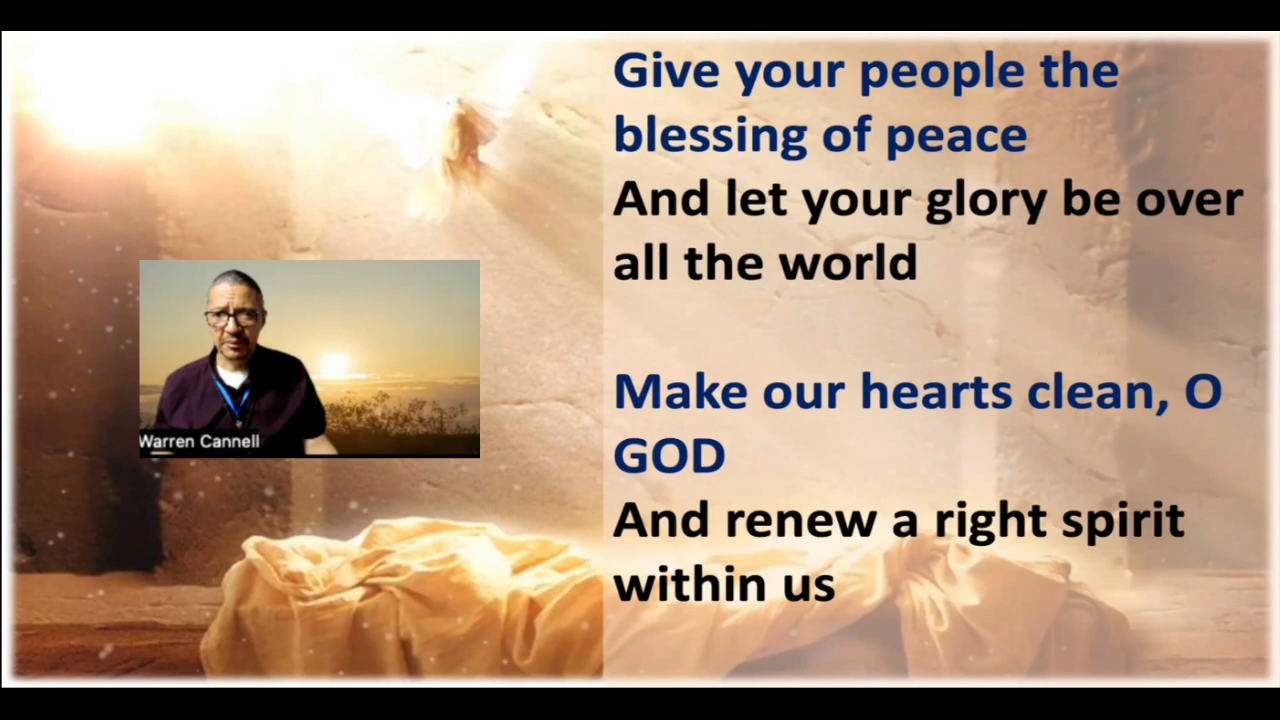 Give your people the
blessing of peace
And let your glory be over
all the world
Make our hearts clean, O
GOD
And renew a right spirit
within us
Warren Cannell